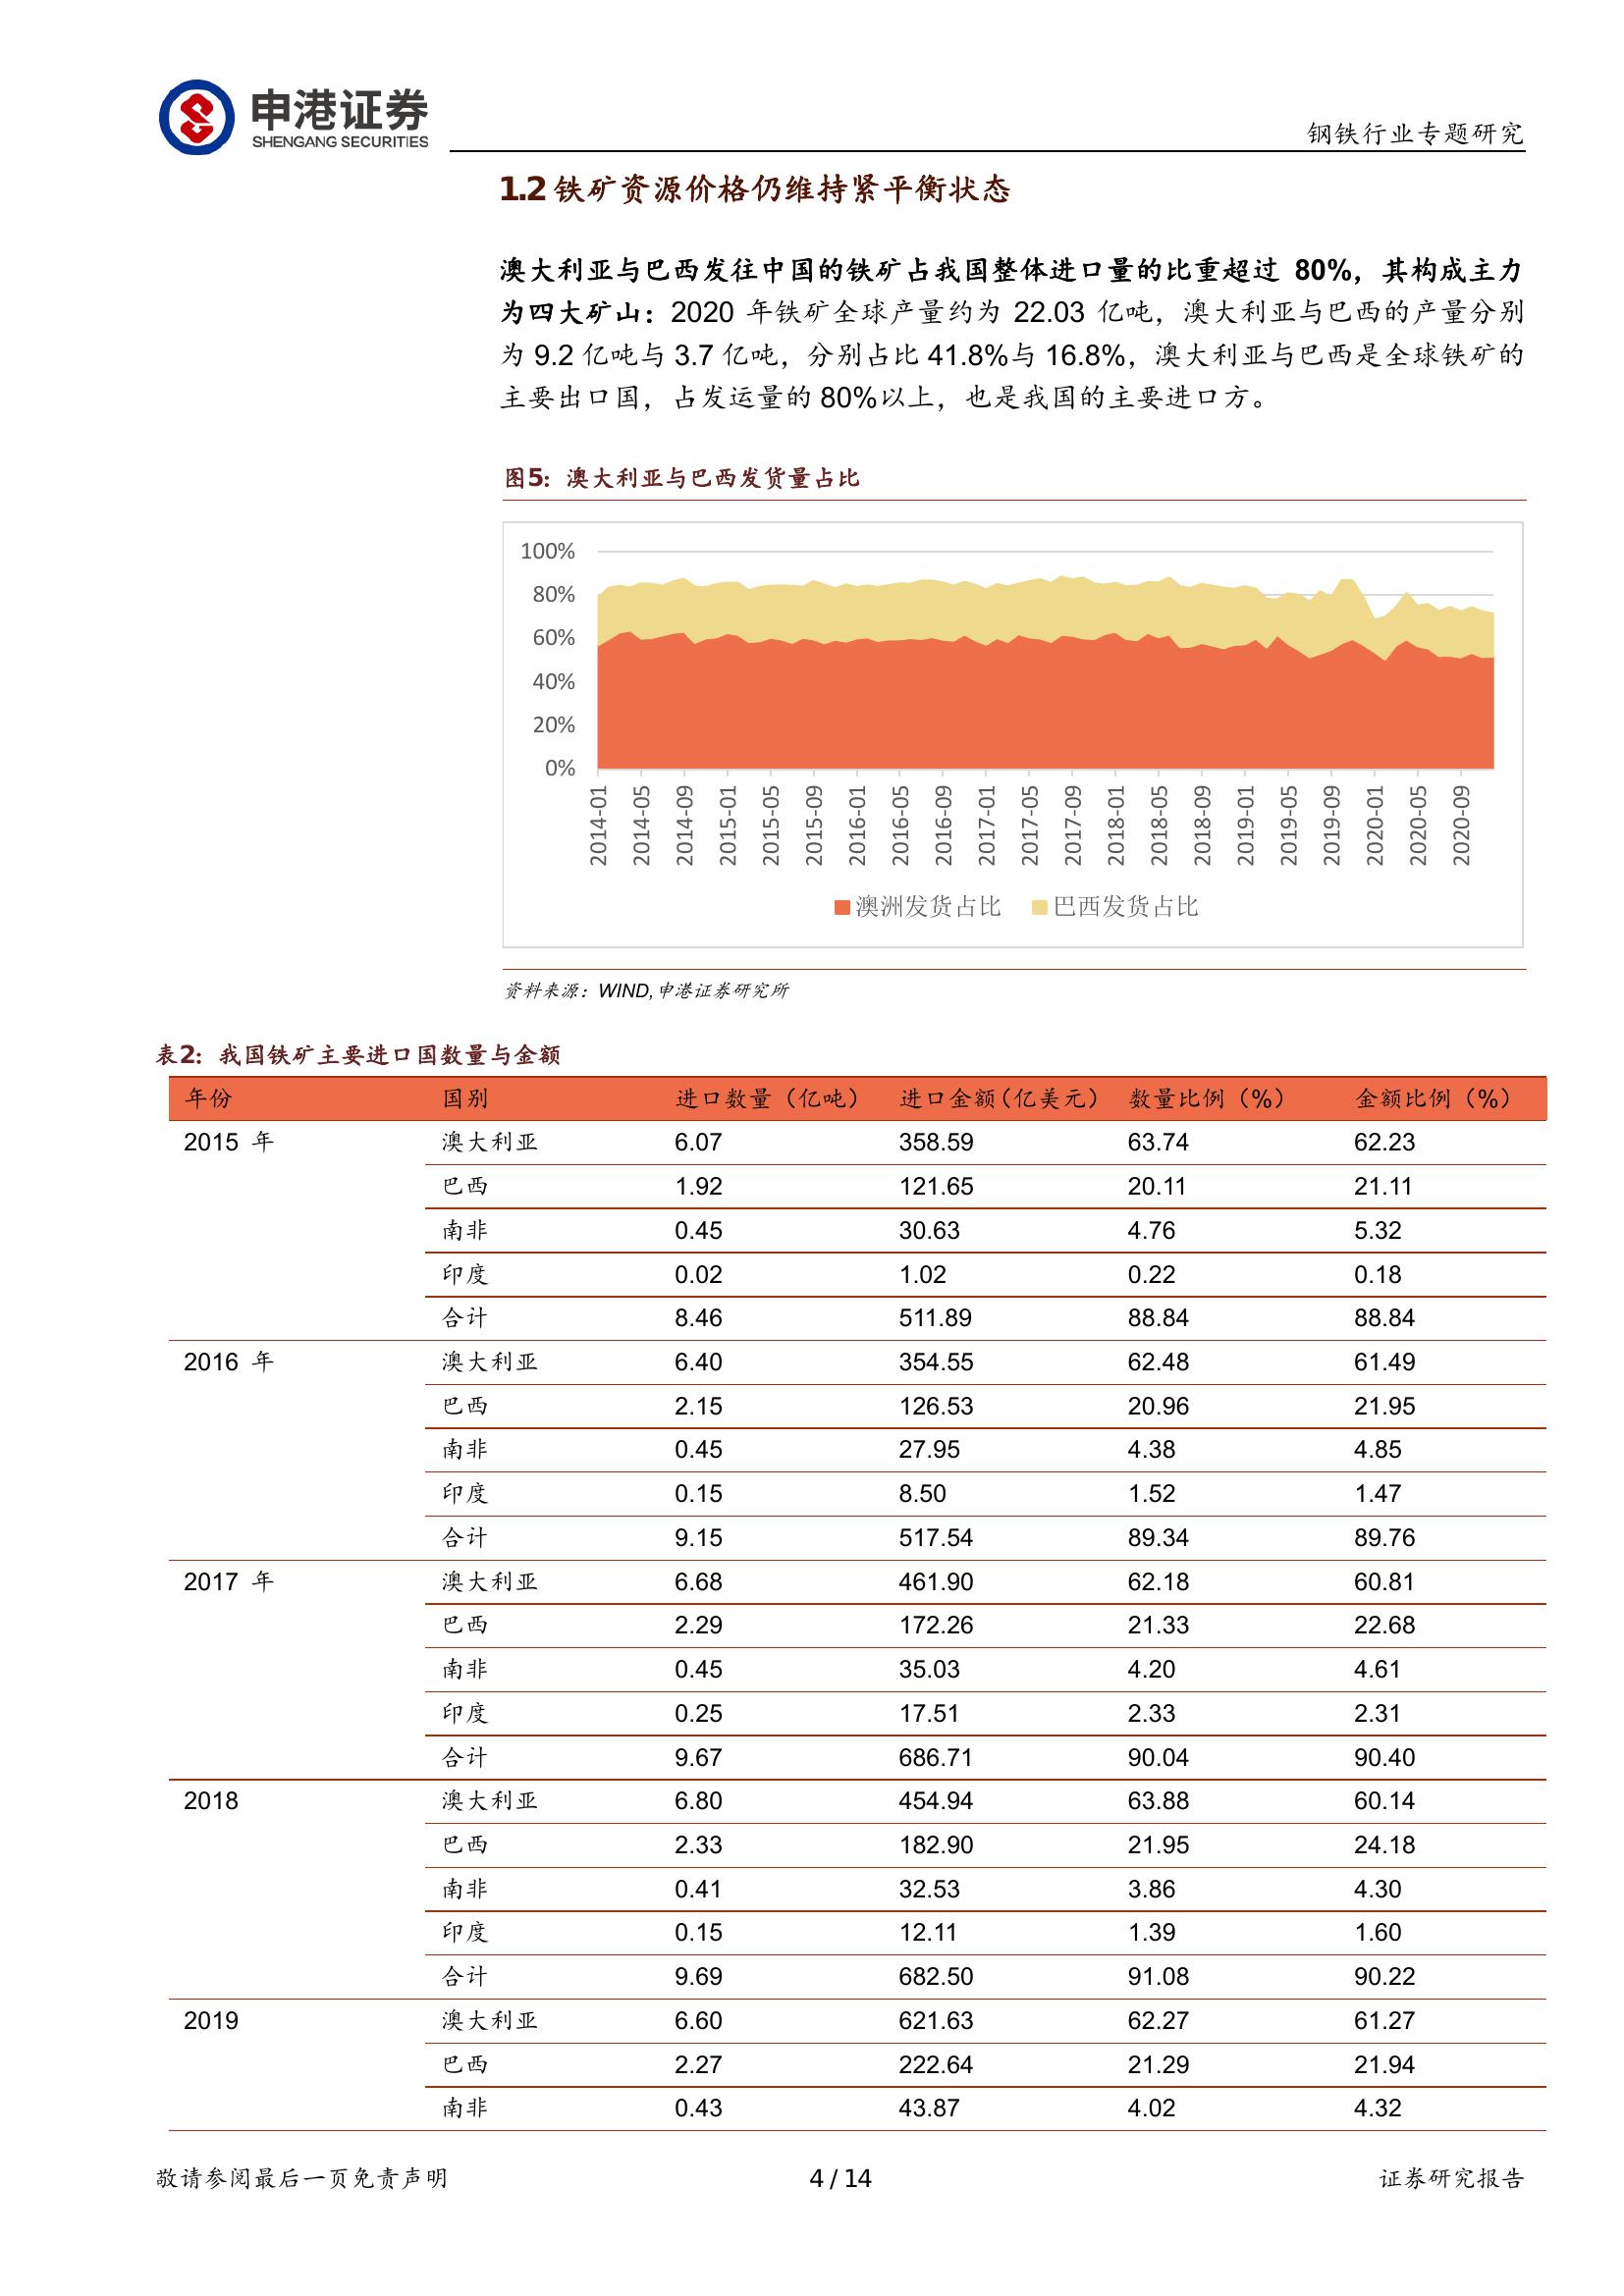 申港证券
SHENGANG SECURITIES
钢铁行业专题研究
1.2 铁矿资源价格仍维持紧平衡状态
澳大利亚与巴西发往中国的铁矿占我国整体进口量的比重超过 80%，其构成主力
为四大矿山：2020 年铁矿全球产量约为 22.03 亿吨，澳大利亚与巴西的产量分别
为 9.2 亿吨与 3.7 亿吨，分别占比 41.8%与 16.8%，澳大利亚与巴西是全球铁矿的
主要出口国，占发运量的 80%以上，也是我国的主要进口方。
图5：澳大利亚与巴西发货量占比
100%
80%
60%
40%
20%
0%
2014-01 2014-05 2014-09 2015-01 2015-05 2015-09 2016-01 2016-05 2016-09 2017-01 2017-05 2017-09 2018-01 2018-05 2018-09 2019-01 2019-05 2019-09 2020-01 2020-05 2020-09
澳洲发货占比 巴西发货占比
资料来源：WIND,申港证券研究所
表2：我国铁矿主要进口国数量与金额
年份 国别 进口数量（亿吨） 进口金额（亿美元） 数量比例（%） 金额比例（%）
2015 年 澳大利亚 6.07 358.59 63.74 62.23
巴西 1.92 121.65 20.11 21.11
南非 0.45 30.63 4.76 5.32
印度 0.02 1.02 0.22 0.18
合计 8.46 511.89 88.84 88.84
2016 年 澳大利亚 6.40 354.55 62.48 61.49
巴西 2.15 126.53 20.96 21.95
南非 0.45 27.95 4.38 4.85
印度 0.15 8.50 1.52 1.47
合计 9.15 517.54 89.34 89.76
2017 年 澳大利亚 6.68 461.90 62.18 60.81
巴西 2.29 172.26 21.33 22.68
南非 0.45 35.03 4.20 4.61
印度 0.25 17.51 2.33 2.31
合计 9.67 686.71 90.04 90.40
2018 澳大利亚 6.80 454.94 63.88 60.14
巴西 2.33 182.90 21.95 24.18
南非 0.41 32.53 3.86 4.30
印度 0.15 12.11 1.39 1.60
合计 9.69 682.50 91.08 90.22
2019 澳大利亚 6.60 621.63 62.27 61.27
巴西 2.27 222.64 21.29 21.94
南非 0.43 43.87 4.02 4.32
敬请参阅最后一页免责声明 4 / 14 证券研究报告